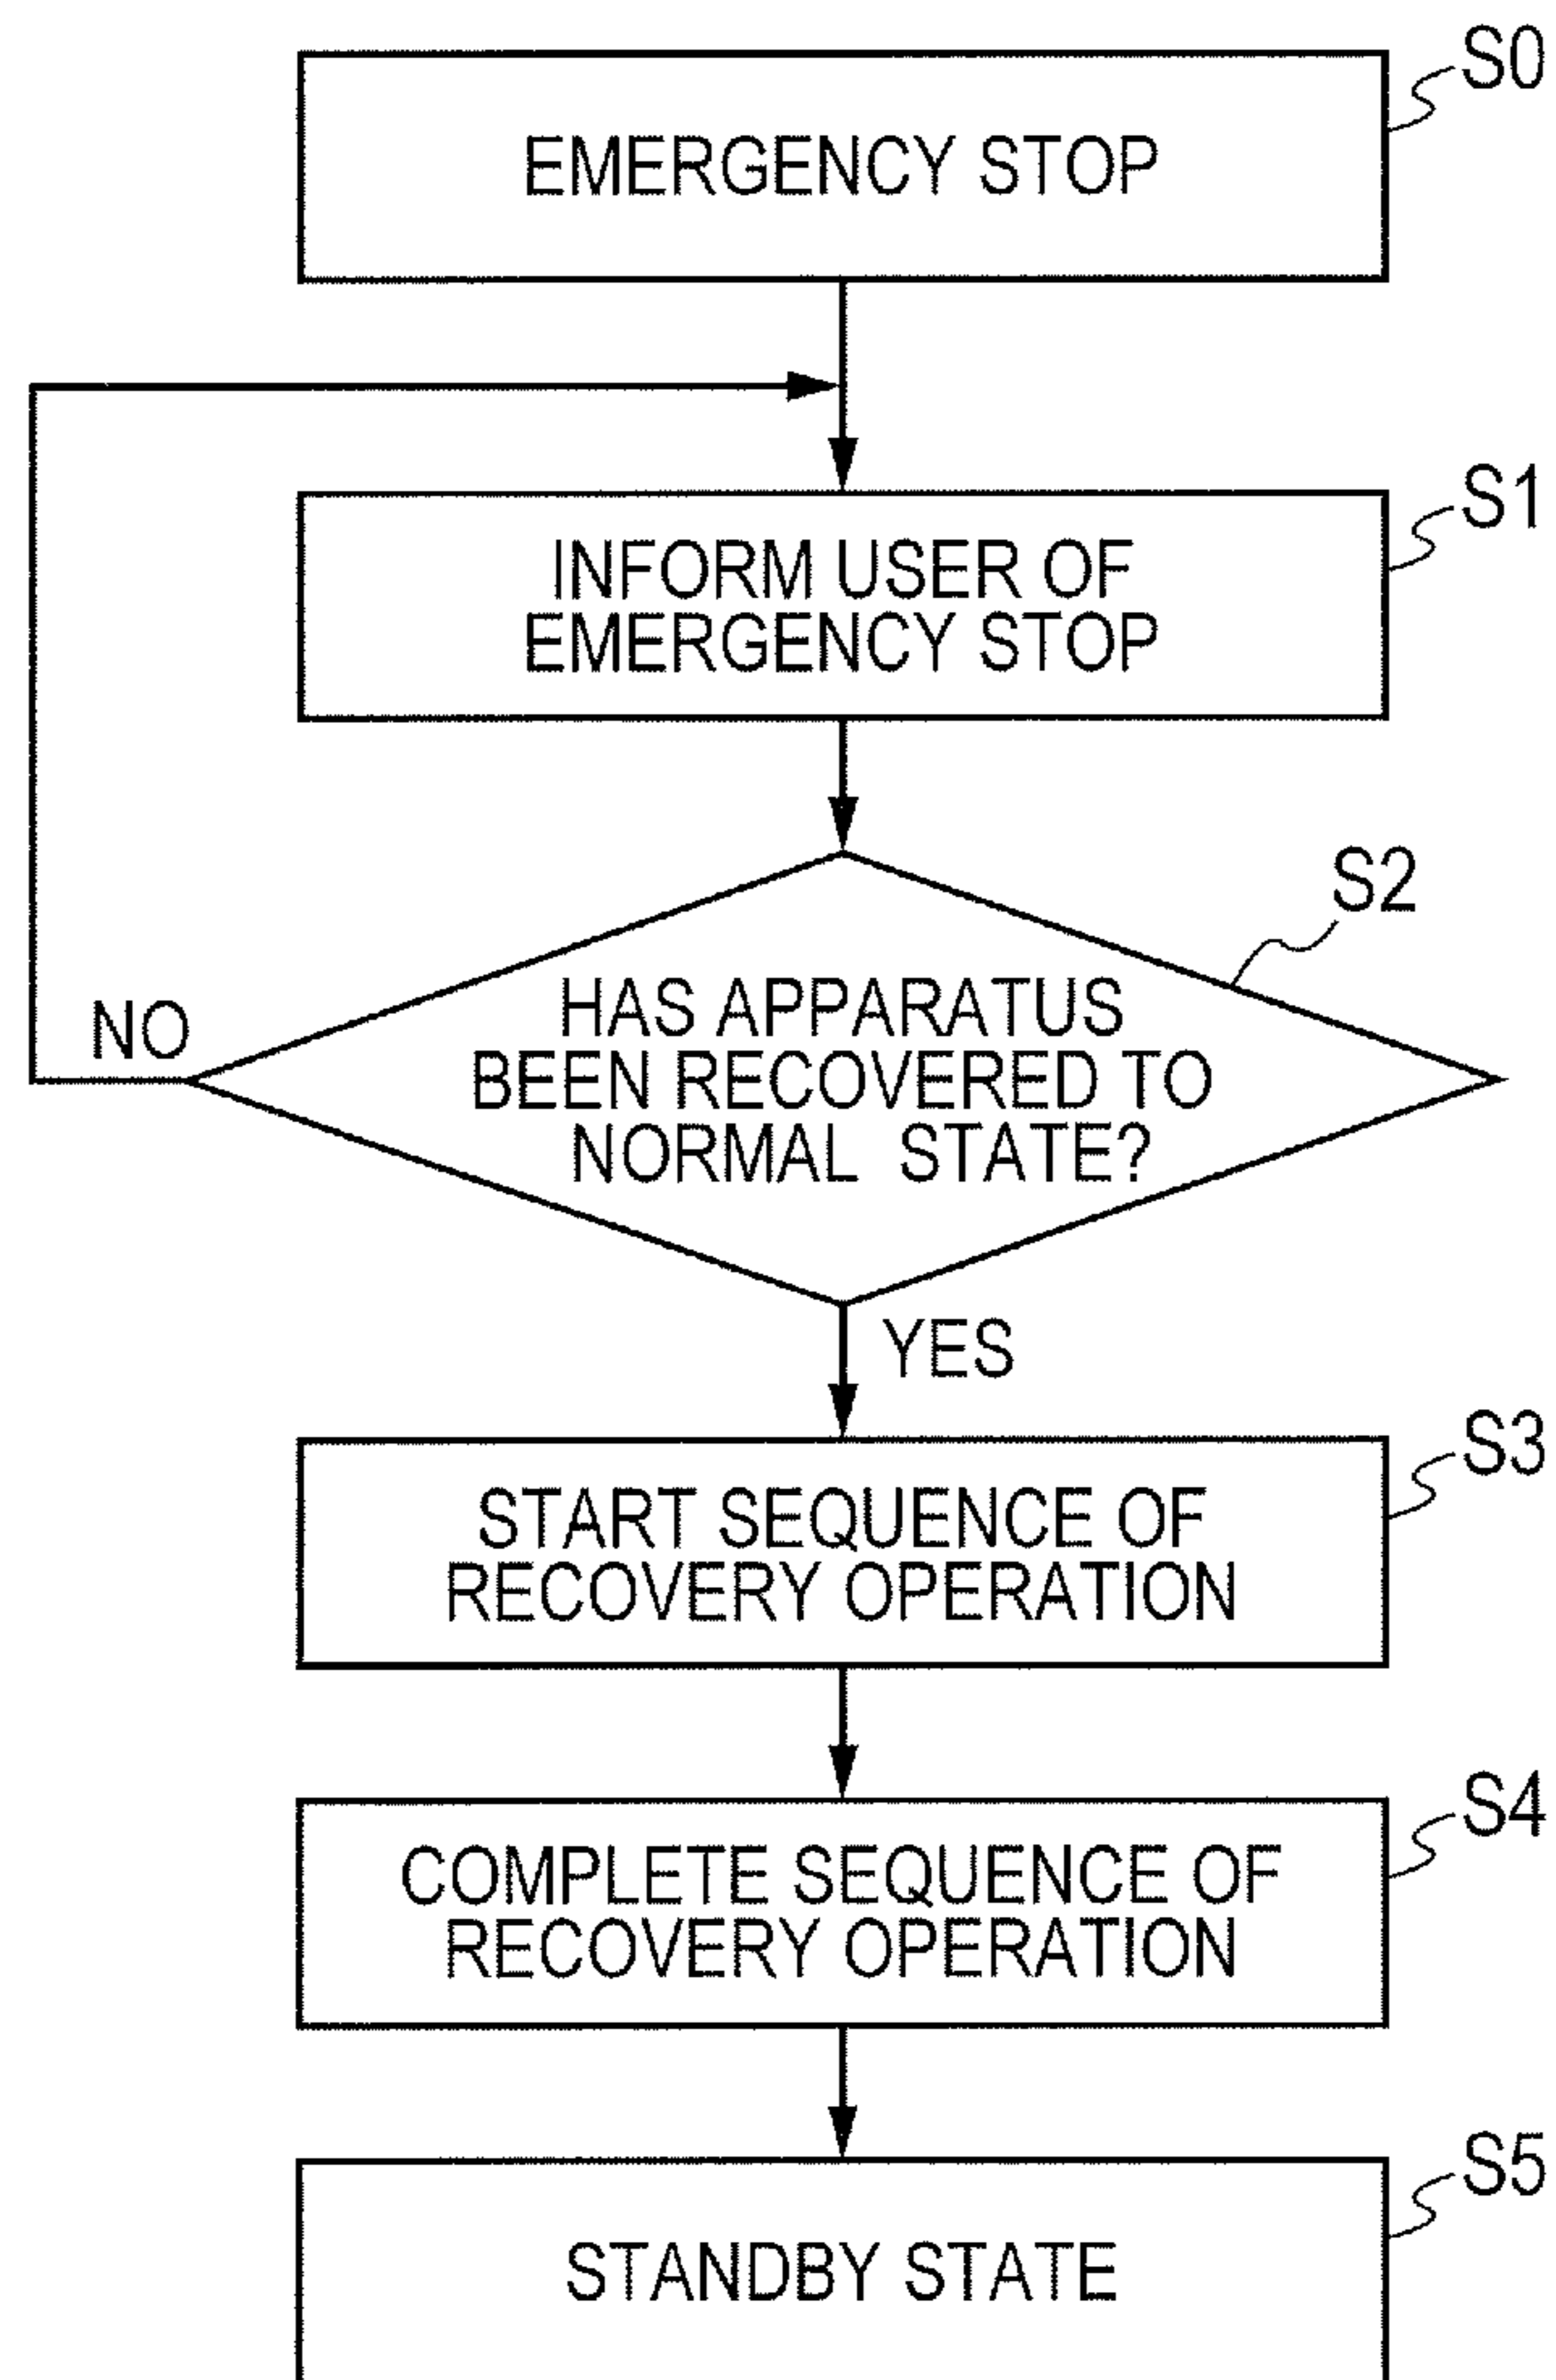 S0
EMERGENCY STOP
S1
INFORM USER OF
EMERGENCY STOP
S2
HAS APPARATUS
BEEN RECOVERED TO
NORMAL STATE?
NO
YES
S3
START SEQUENCE OF
RECOVERY OPERATION
S4
COMPLETE SEQUENCE OF
RECOVERY OPERATION
S5
STANDBY STATE